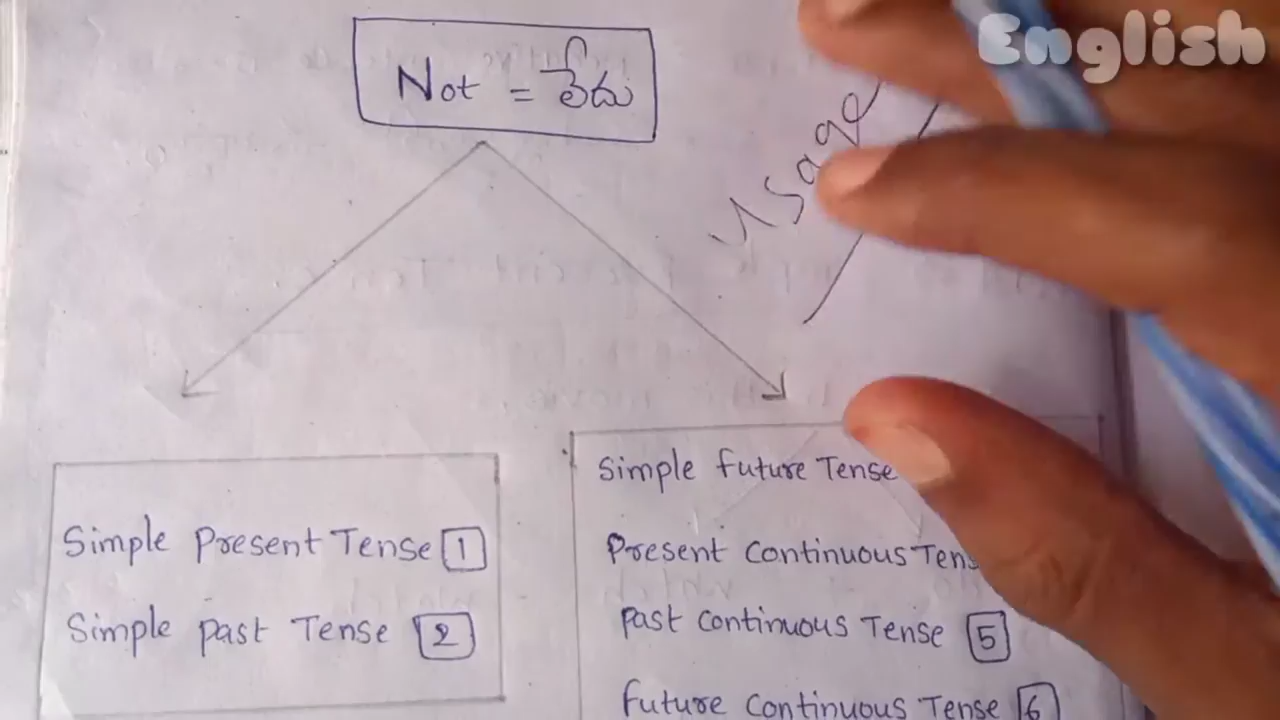 English
Not = లేదు
Usage
Simple Present Tense 1
Simple past Tense 2
Simple future Tense
Present Continuous Tens
Past Continuous Tense 5
Future Continuous Tense 6